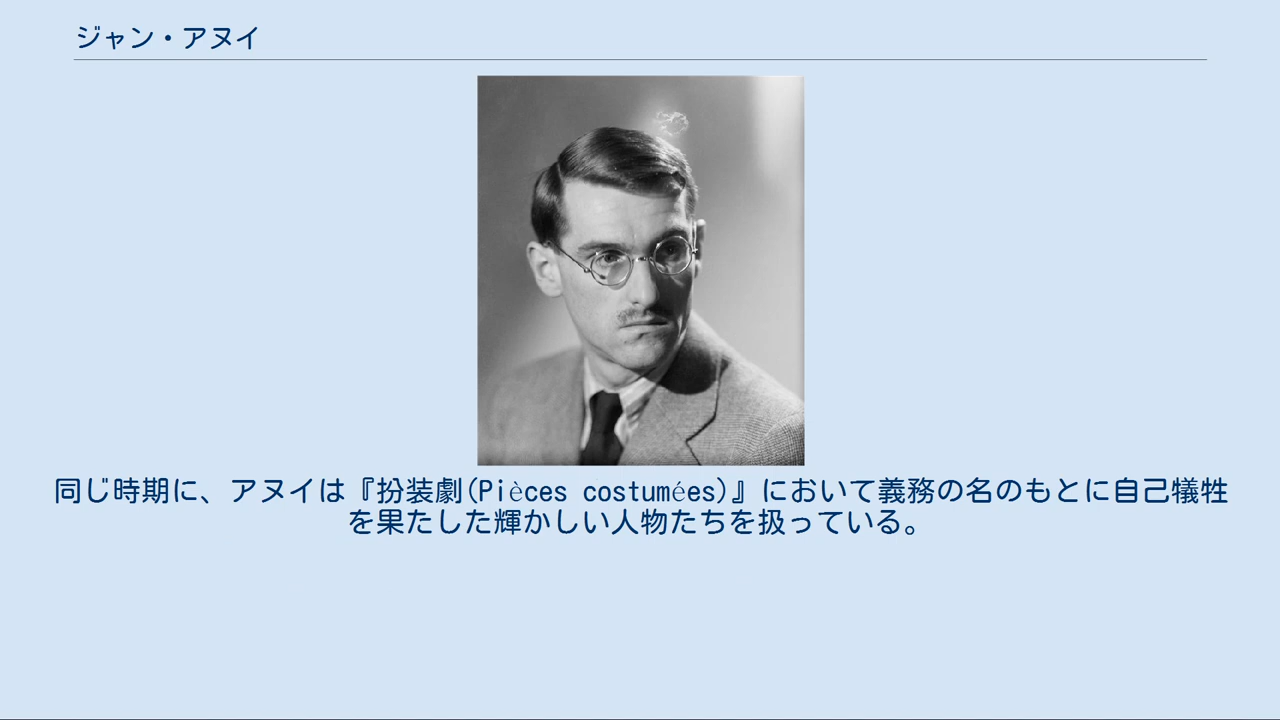 ジャン・アヌイ
同じ時期に、アヌイは『扮装劇(Pièces costumées)』において義務の名のもとに自己犠牲
を果たした輝かしい人物たちを扱っている。